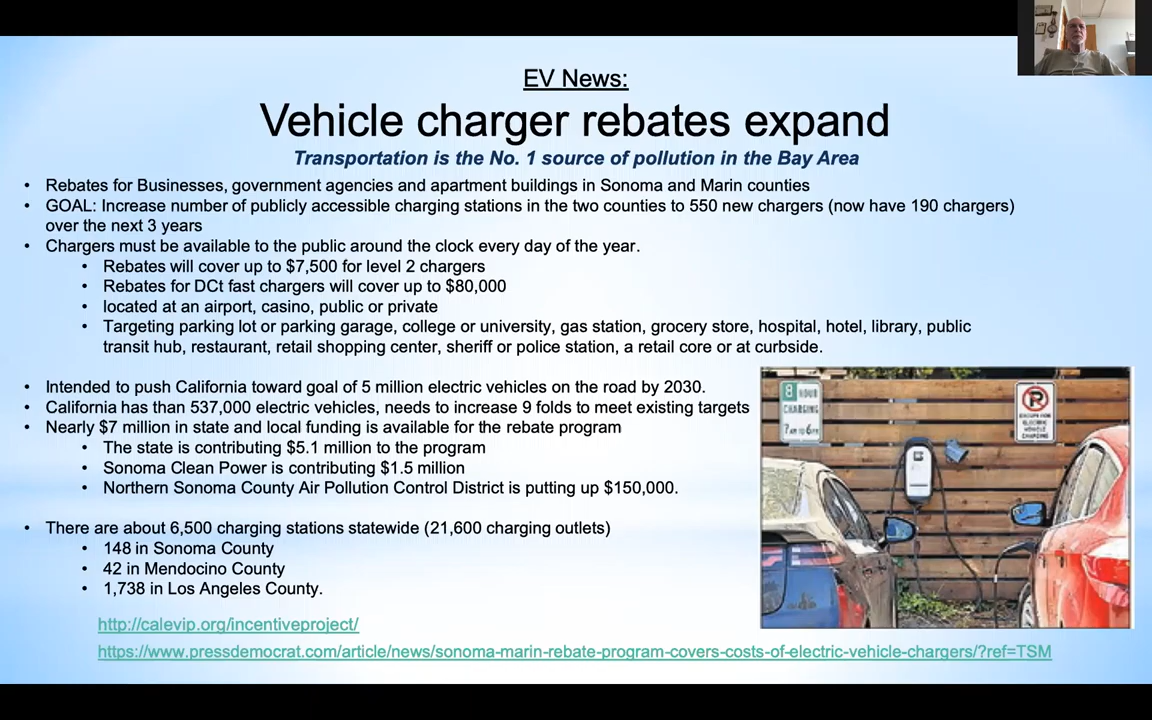 EV News:
Vehicle charger rebates expand
Transportation is the No. 1 source of pollution in the Bay Area
• Rebates for Businesses, government agencies and apartment buildings in Sonoma and Marin counties
• GOAL: Increase number of publicly accessible charging stations in the two counties to 550 new chargers (now have 190 chargers)
over the next 3 years
• Chargers must be available to the public around the clock every day of the year.
• Rebates will cover up to $7,500 for level 2 chargers
• Rebates for DCt fast chargers will cover up to $80,000
• located at an airport, casino, public or private
• Targeting parking lot or parking garage, college or university, gas station, grocery store, hospital, hotel, library, public
transit hub, restaurant, retail shopping center, sheriff or police station, a retail core or at curbside.
• Intended to push California toward goal of 5 million electric vehicles on the road by 2030.
• California has than 537,000 electric vehicles, needs to increase 9 folds to meet existing targets
• Nearly $7 million in state and local funding is available for the rebate program
• The state is contributing $5.1 million to the program
• Sonoma Clean Power is contributing $1.5 million
• Northern Sonoma County Air Pollution Control District is putting up $150,000.
• There are about 6,500 charging stations statewide (21,600 charging outlets)
• 148 in Sonoma County
• 42 in Mendocino County
• 1,738 in Los Angeles County.
http://calevip.org/incentiveproject/
https://www.pressdemocrat.com/article/news/sonoma-marin-rebate-program-covers-costs-of-electric-vehicle-chargers/?ref=TSM
8 HOUR
CHARGING
7AM TO 6PM
P
EXCEPT FOR
ELECTRIC
VEHICLE
CHARGING